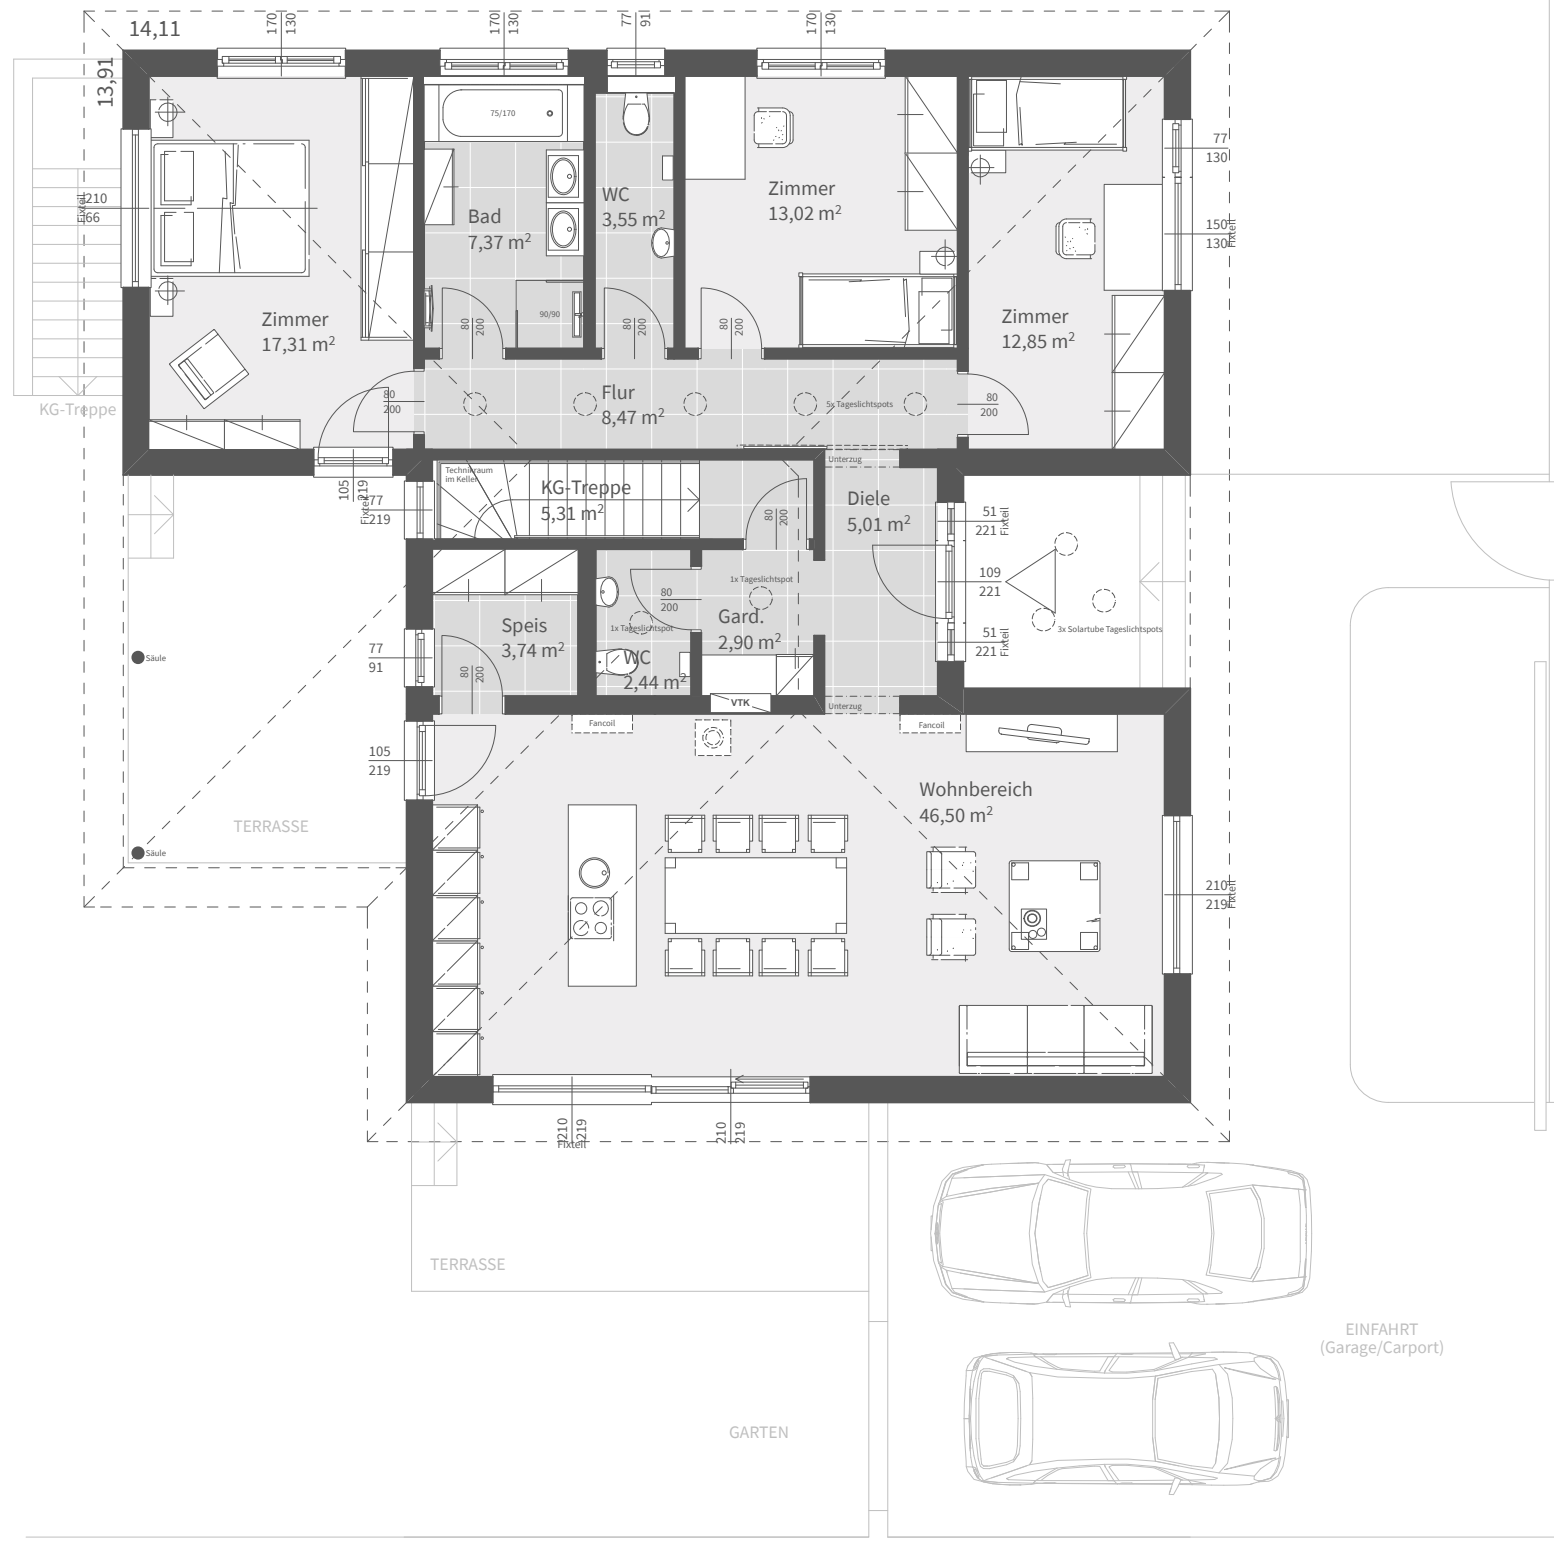 14,11
13,91
170
130
170
130
77
91
170
130
75/170
77
130
WC
3,55 m²
Zimmer
13,02 m²
210
66
Fixteil
Bad
7,37 m²
150
130
Fixteil
Zimmer
17,31 m²
90/90
80
200
80
200
80
200
Zimmer
12,85 m²
KG-Treppe
80
200
Flur
8,47 m²
5x Tageslichtspots
80
200
Unterzug
Technikraum
im Keller
105
219
Fixteil
77
219
KG-Treppe
5,31 m²
80
200
Diele
5,01 m²
51
221
Fixteil
109
221
1x Tageslichtspot
80
200
Gard.
2,90 m²
Speis
3,74 m²
1x Tageslichtspot
51
221
Fixteil
3x Solartube Tageslichtspots
Säule
77
91
80
200
WC
2,44 m²
VTK
Unterzug
Fancoil
Fancoil
105
219
Wohnbereich
46,50 m²
TERRASSE
Säule
210
219
Fixteil
210
219
Fixteil
210
219
TERRASSE
EINFAHRT
(Garage/Carport)
GARTEN